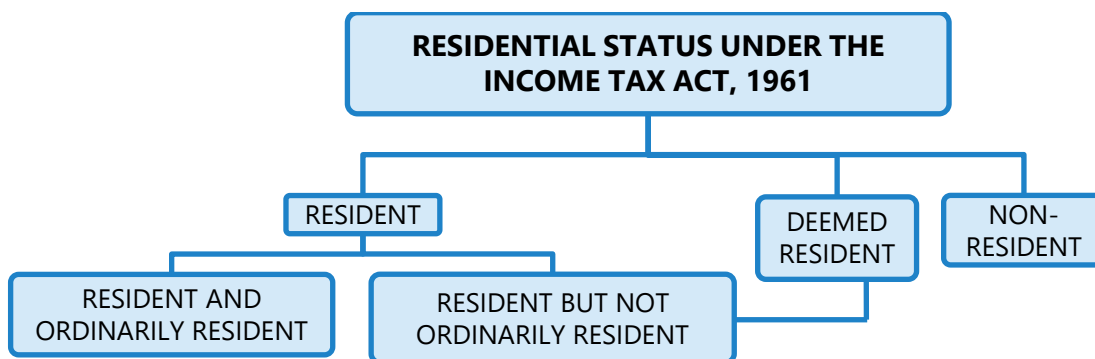 RESIDENTIAL STATUS UNDER THE
INCOME TAX ACT, 1961
RESIDENT
DEEMED
RESIDENT
NON-
RESIDENT
RESIDENT AND
ORDINARILY RESIDENT
RESIDENT BUT NOT
ORDINARILY RESIDENT